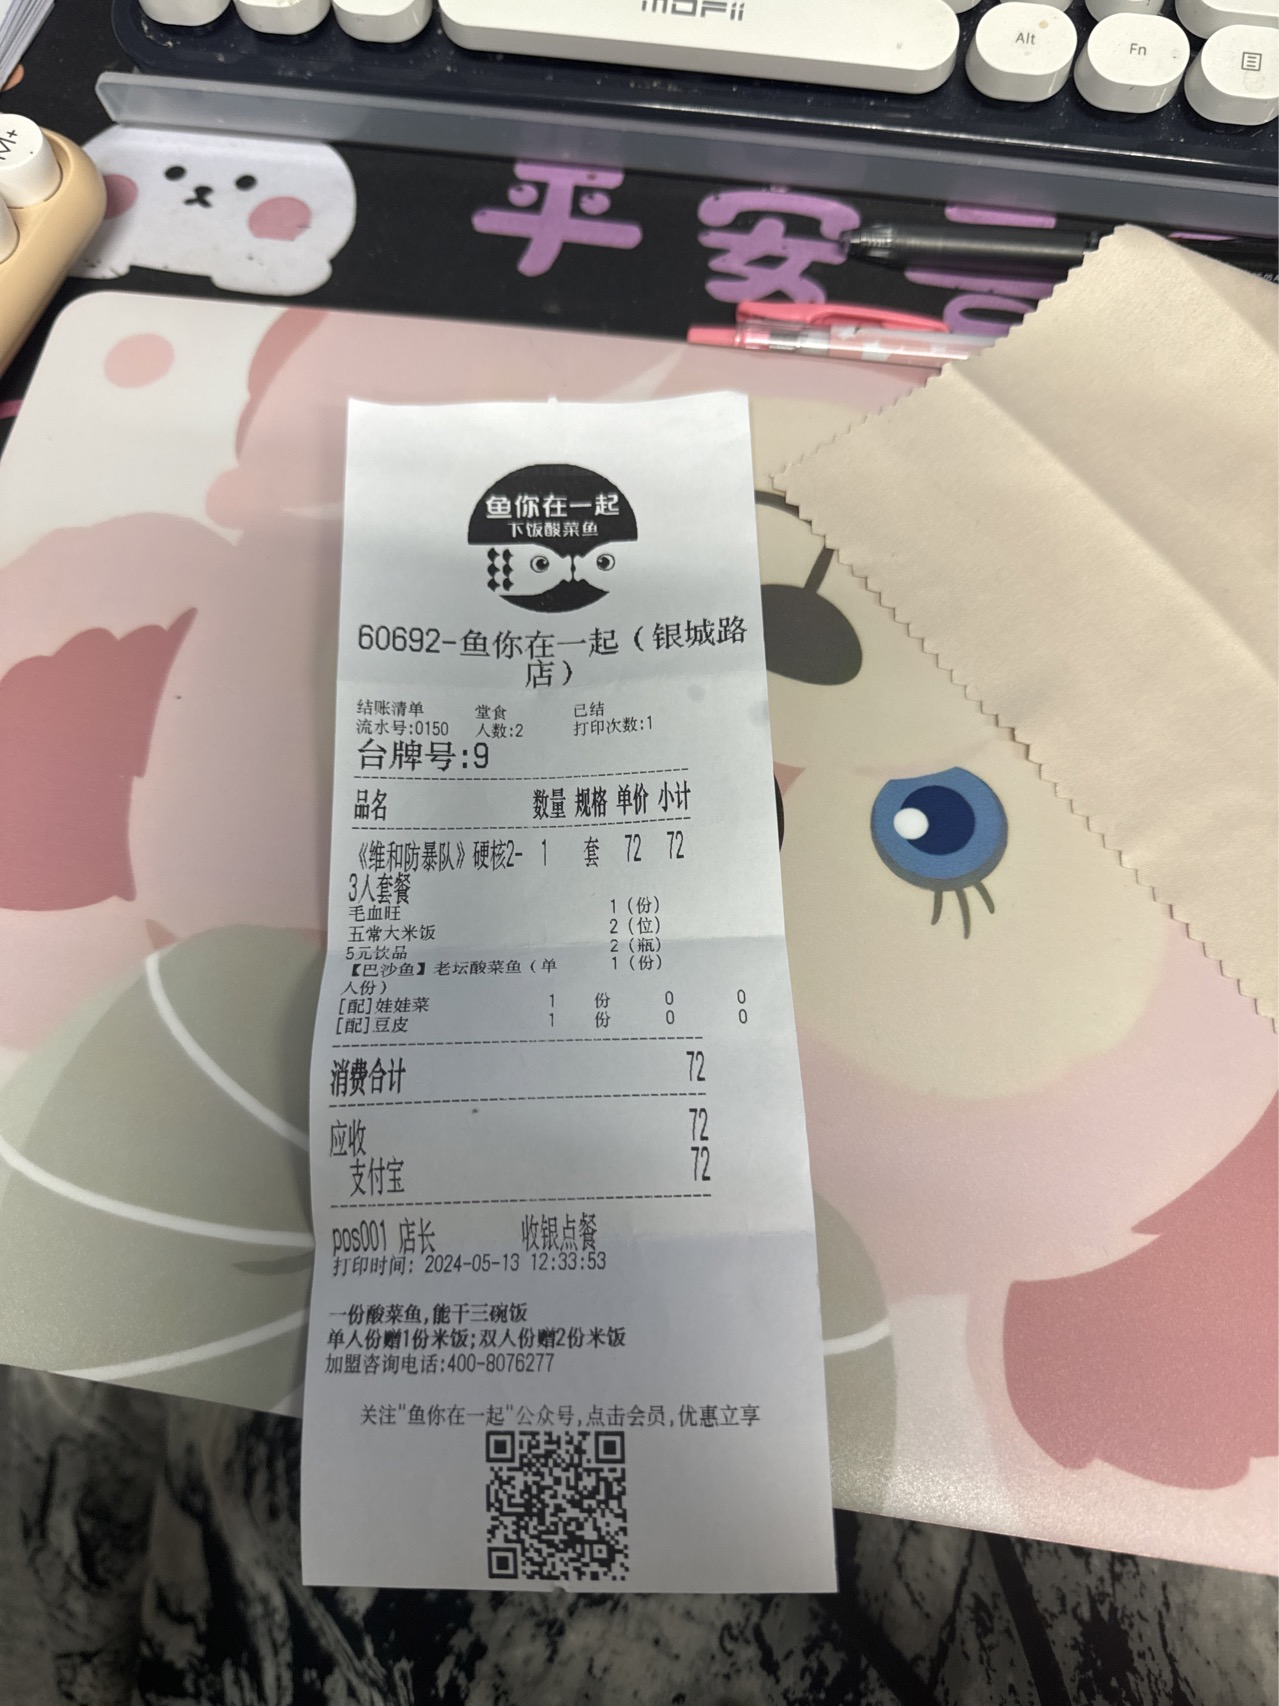 MOFii
Alt
Fn
平安
鱼你在一起
下饭酸菜鱼
60692-鱼你在一起（银城路
店）
结账清单 堂食 已结
流水号:0150 人数:2 打印次数:1
台牌号:9
品名 数量 规格 单价 小计
《维和防暴队》硬核2- 1 套 72 72
3人套餐
毛血旺 1（份）
五常大米饭 2（位）
5元饮品 2（瓶）
【巴沙鱼】老坛酸菜鱼（单 1（份）
人份）
[配]娃娃菜 1 份 0 0
[配]豆皮 1 份 0 0
消费合计 72
应收 72
支付宝 72
pos001 店长 收银点餐
打印时间: 2024-05-13 12:33:53
一份酸菜鱼,能干三碗饭
单人份赠1份米饭;双人份赠2份米饭
加盟咨询电话:400-8076277
关注"鱼你在一起"公众号,点击会员,优惠立享